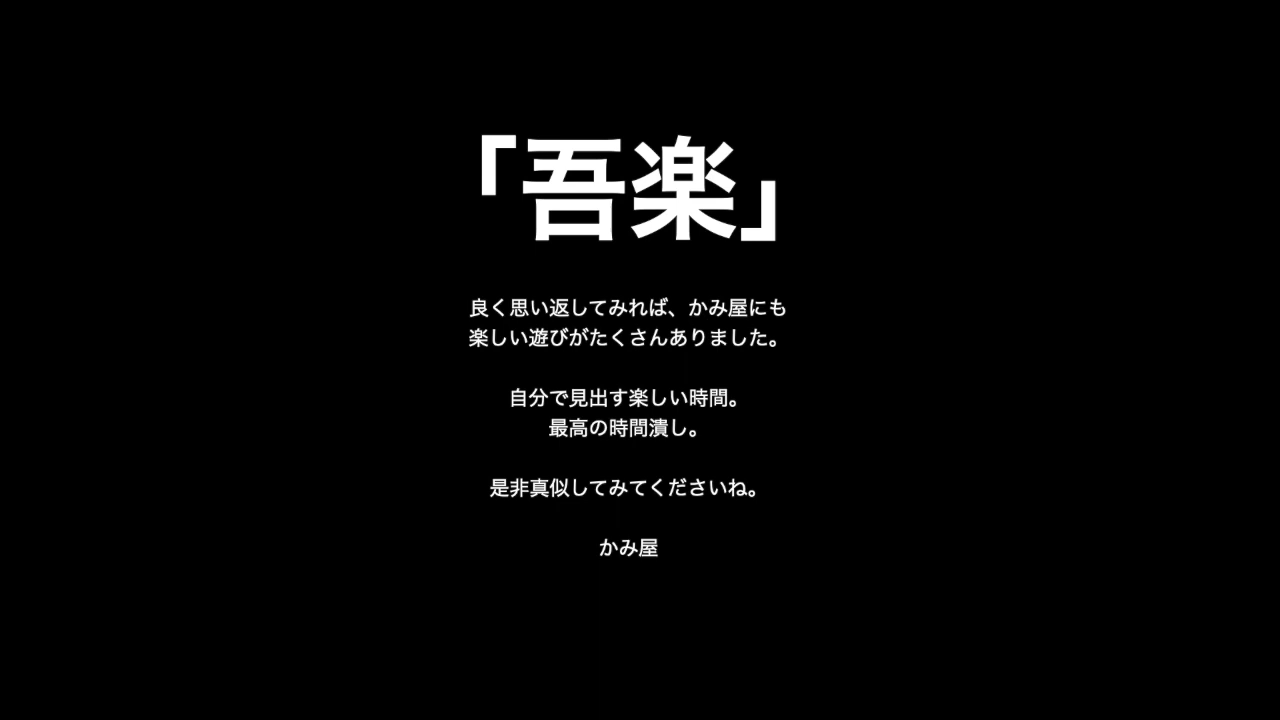 「吾楽」
良く思い返してみれば、かみ屋にも
楽しい遊びがたくさんありました。
自分で見出す楽しい時間。
最高の時間潰し。
是非真似してみてくださいね。
かみ屋